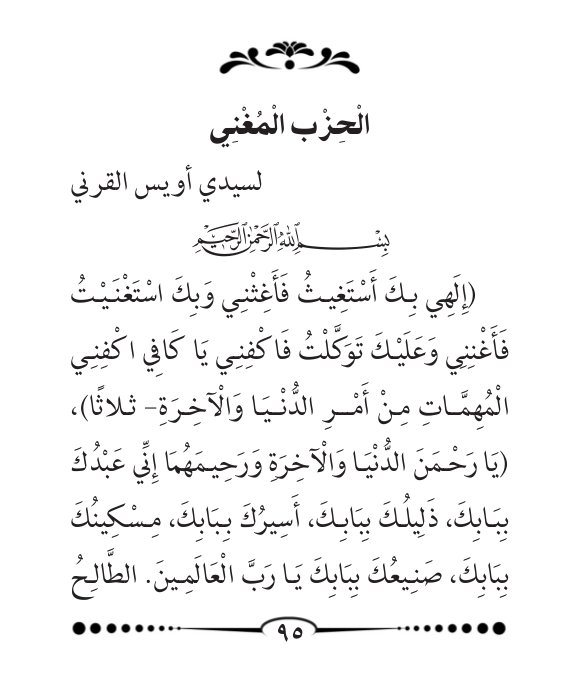 الْحِزْب الْمُغْنِي
لسيدي أويس القرني
بِسْمِ اللَّهِ الرَّحْمَٰنِ الرَّحِيمِ
(إِلَهِي بِكَ أَسْتَغِيثُ فَأَغِثْنِي وَبِكَ اسْتَغْنَيْتُ
فَأَغْنِنِي وَعَلَيْكَ تَوَكَّلْتُ فَاكْفِنِي يَا كَافِي اكْفِنِي
الْمُهِمَّاتِ مِنْ أَمْرِ الدُّنْيَا وَالْآخِرَةِ- ثلاثًا)،
(يَا رَحْمَنَ الدُّنْيَا وَالْآخِرَةِ وَرَحِيمَهُمَا إِنِّي عَبْدُكَ
بِبَابِكَ، ذَلِيلُكَ بِبَابِكَ، أَسِيرُكَ بِبَابِكَ، مِسْكِينُكَ
بِبَابِكَ، ضَنِيعُكَ بِبَابِكَ يَا رَبَّ الْعَالَمِينَ. الطَّالِحُ
٩٥